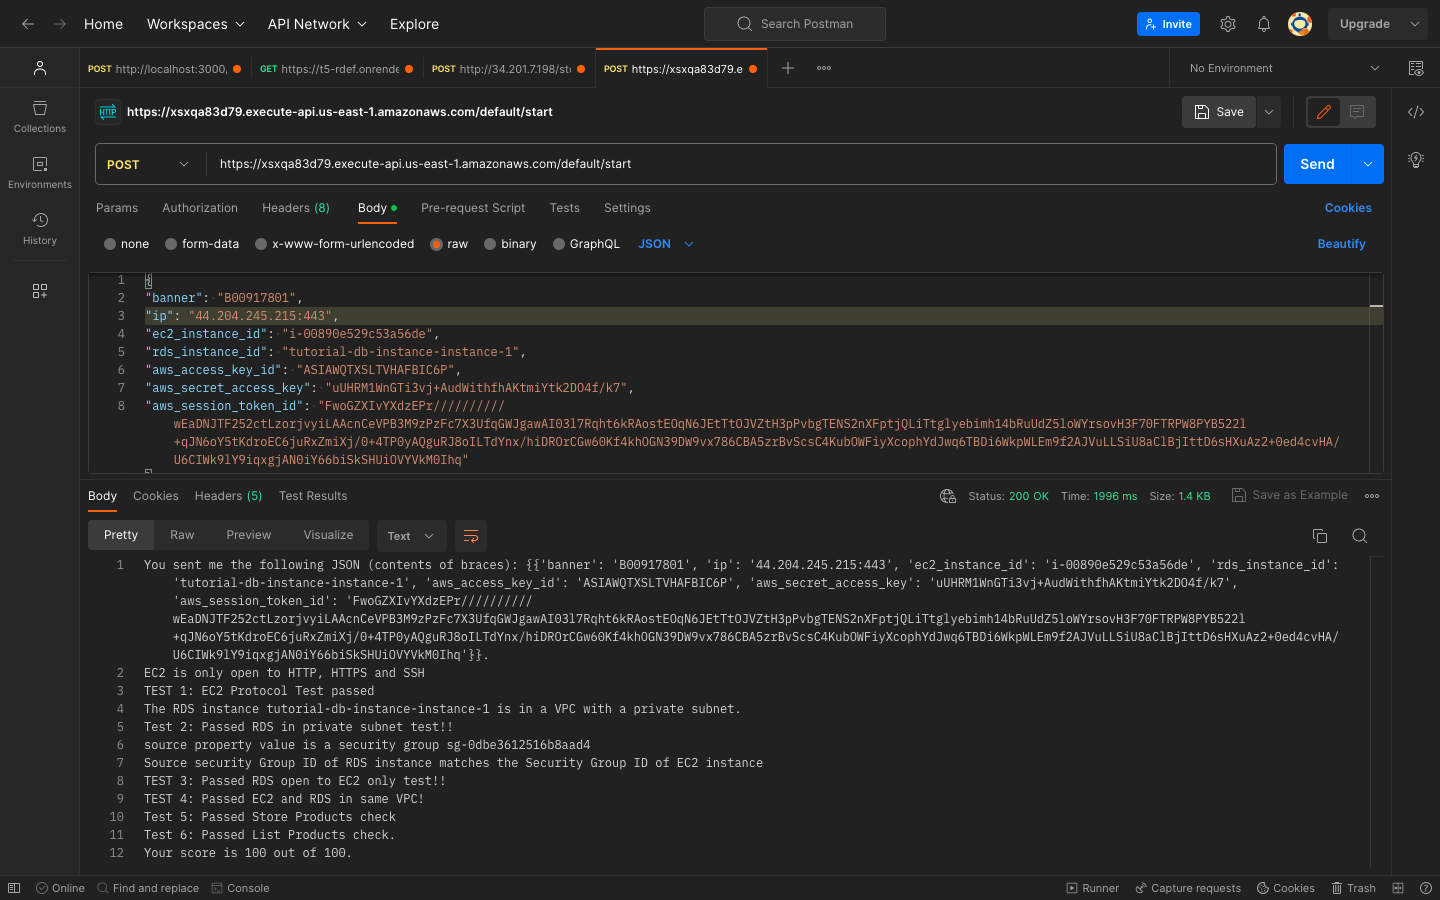 Home Workspaces API Network Explore Search Postman Invite Upgrade
POST http://localhost:3000, GET https://t5-rdef.onrende POST http://34.201.7.198/sto POST https://xsxqa83d79.e No Environment
Collections
Environments
History
HTTP https://xsxqa83d79.execute-api.us-east-1.amazonaws.com/default/start Save
POST https://xsxqa83d79.execute-api.us-east-1.amazonaws.com/default/start Send
Params Authorization Headers (8) Body Pre-request Script Tests Settings Cookies
none form-data x-www-form-urlencoded raw binary GraphQL JSON Beautify
1 {
2 "banner": "B00917801",
3 "ip": "44.204.245.215:443",
4 "ec2_instance_id": "i-00890e529c53a56de",
5 "rds_instance_id": "tutorial-db-instance-instance-1",
6 "aws_access_key_id": "ASIAWQTXSLTVHAFBIC6P",
7 "aws_secret_access_key": "uUHRM1WnGTi3vj+AudWithfhAKtmiYtk2DO4f/k7",
8 "aws_session_token_id": "FwoGZXIvYXdzEPr//////////
wEaDNJTF252ctLzorjvyiLAAcnCeVPB3M9zPzFc7X3UfqGWJgawAI03l7Rqht6kRAostEOqN6JEtTtOJVZtH3pPvbgTENS2nXFptjQLiTtglyebimh14bRuUdZ5loWYrsovH3F70FTRPW8PYB522l
+qJN6oY5tKdroEC6juRxZmiXj/0+4TP0yAQguRJ8oILTdYnx/hiDROrCGw60Kf4khOGN39DW9vx786CBA5zrBvScsC4KubOWFiyXcophYdJwq6TBDi6WkpWLEm9f2AJVuLLSiU8aClBjIttD6sHXuAz2+0ed4cvHA/
U6CIWk9lY9iqxgjAN0iY66biSkSHUiOVYVkM0Ihq"
Body Cookies Headers (5) Test Results Status: 200 OK Time: 1996 ms Size: 1.4 KB Save as Example
Pretty Raw Preview Visualize Text
1 You sent me the following JSON (contents of braces): {{'banner': 'B00917801', 'ip': '44.204.245.215:443', 'ec2_instance_id': 'i-00890e529c53a56de', 'rds_instance_id':
'tutorial-db-instance-instance-1', 'aws_access_key_id': 'ASIAWQTXSLTVHAFBIC6P', 'aws_secret_access_key': 'uUHRM1WnGTi3vj+AudWithfhAKtmiYtk2DO4f/k7',
'aws_session_token_id': 'FwoGZXIvYXdzEPr//////////
wEaDNJTF252ctLzorjvyiLAAcnCeVPB3M9zPzFc7X3UfqGWJgawAI03l7Rqht6kRAostEOqN6JEtTtOJVZtH3pPvbgTENS2nXFptjQLiTtglyebimh14bRuUdZ5loWYrsovH3F70FTRPW8PYB522l
+qJN6oY5tKdroEC6juRxZmiXj/0+4TP0yAQguRJ8oILTdYnx/hiDROrCGw60Kf4khOGN39DW9vx786CBA5zrBvScsC4KubOWFiyXcophYdJwq6TBDi6WkpWLEm9f2AJVuLLSiU8aClBjIttD6sHXuAz2+0ed4cvHA/
U6CIWk9lY9iqxgjAN0iY66biSkSHUiOVYVkM0Ihq'}}.
2 EC2 is only open to HTTP, HTTPS and SSH
3 TEST 1: EC2 Protocol Test passed
4 The RDS instance tutorial-db-instance-instance-1 is in a VPC with a private subnet.
5 Test 2: Passed RDS in private subnet test!!
6 source property value is a security group sg-0dbe3612516b8aad4
7 Source security Group ID of RDS instance matches the Security Group ID of EC2 instance
8 TEST 3: Passed RDS open to EC2 only test!!
9 TEST 4: Passed EC2 and RDS in same VPC!
10 Test 5: Passed Store Products check
11 Test 6: Passed List Products check.
12 Your score is 100 out of 100.
Online Find and replace Console Runner Capture requests Cookies Trash